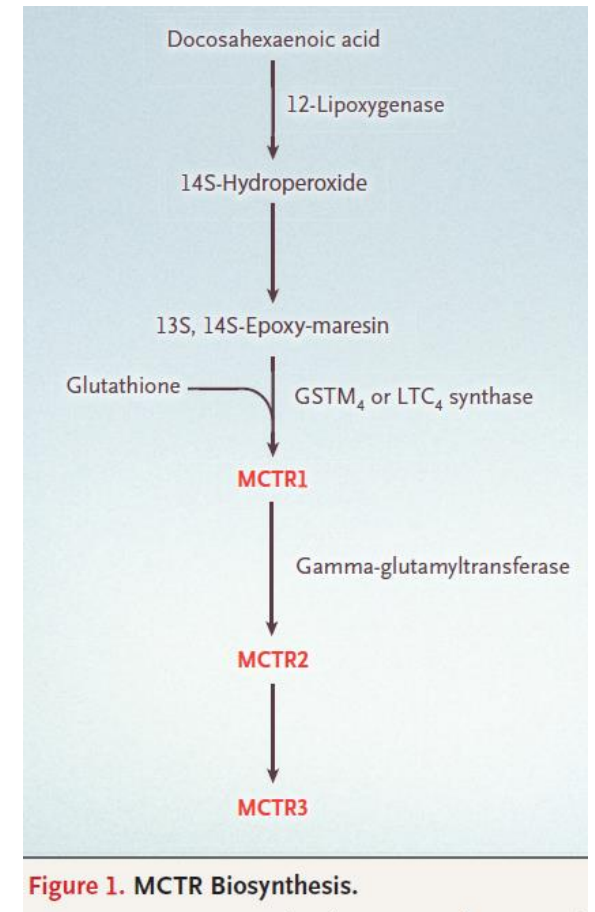 Docosahexaenoic acid
12-Lipoxygenase
14S-Hydroperoxide
13S, 14S-Epoxy-maresin
Glutathione
GSTM₄ or LTC₄ synthase
MCTR1
Gamma-glutamyltransferase
MCTR2
MCTR3
Figure 1. MCTR Biosynthesis.